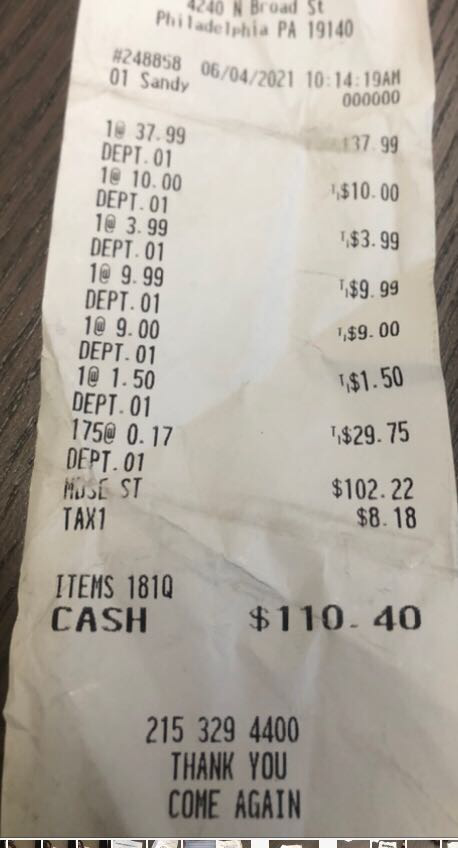 4240 N Broad St
Philadelphia PA 19140
#248858 06/04/2021 10:14:19AM
01 Sandy 000000
1@ 37.99 37.99
DEPT.01
1@ 10.00 T,$10.00
DEPT.01
1@ 3.99 T,$3.99
DEPT.01
1@ 9.99 T,$9.99
DEPT.01
1@ 9.00 T,$9.00
DEPT.01
1@ 1.50 T,$1.50
DEPT.01
175@ 0.17 T,$29.75
DEPT.01
MDSE ST $102.22
TAX1 $8.18
ITEMS 181Q
CASH $110.40
215 329 4400
THANK YOU
COME AGAIN